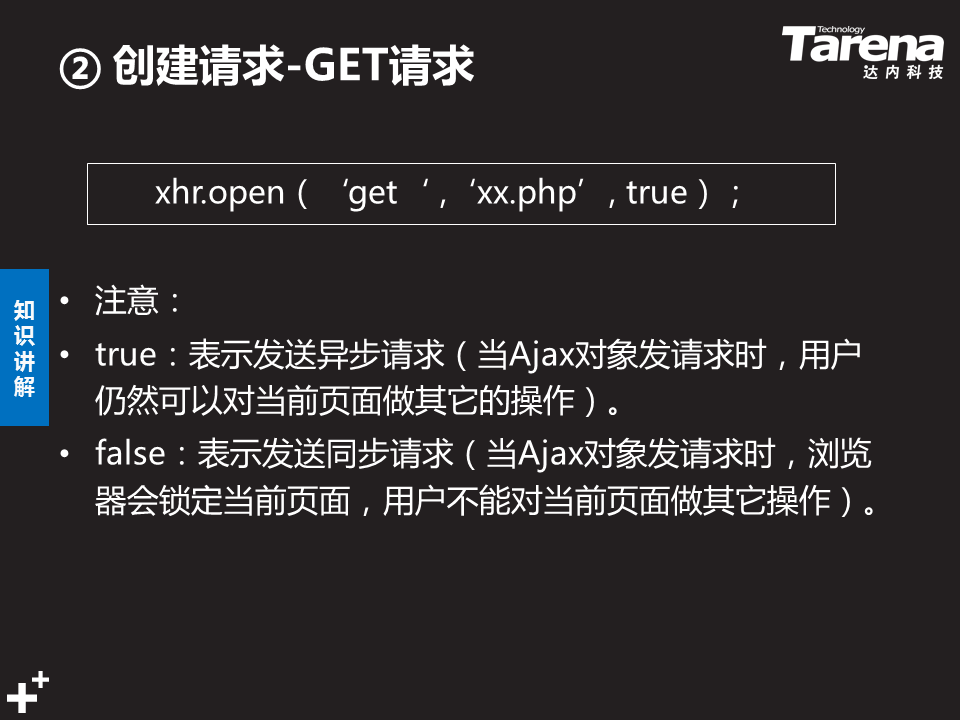 ② 创建请求-GET请求
Technology
Tarena
达内科技
xhr.open（‘get‘，‘xx.php’, true）；
知
识
讲
解
• 注意：
• true：表示发送异步请求（当Ajax对象发请求时，用户
仍然可以对当前页面做其它的操作）。
• false：表示发送同步请求（当Ajax对象发请求时，浏览
器会锁定当前页面，用户不能对当前页面做其它操作）。